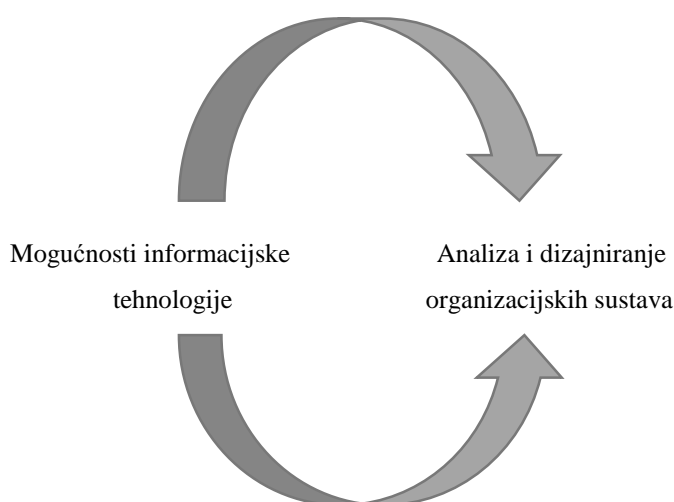 Mogućnosti informacijske
tehnologije
Analiza i dizajniranje
organizacijskih sustava